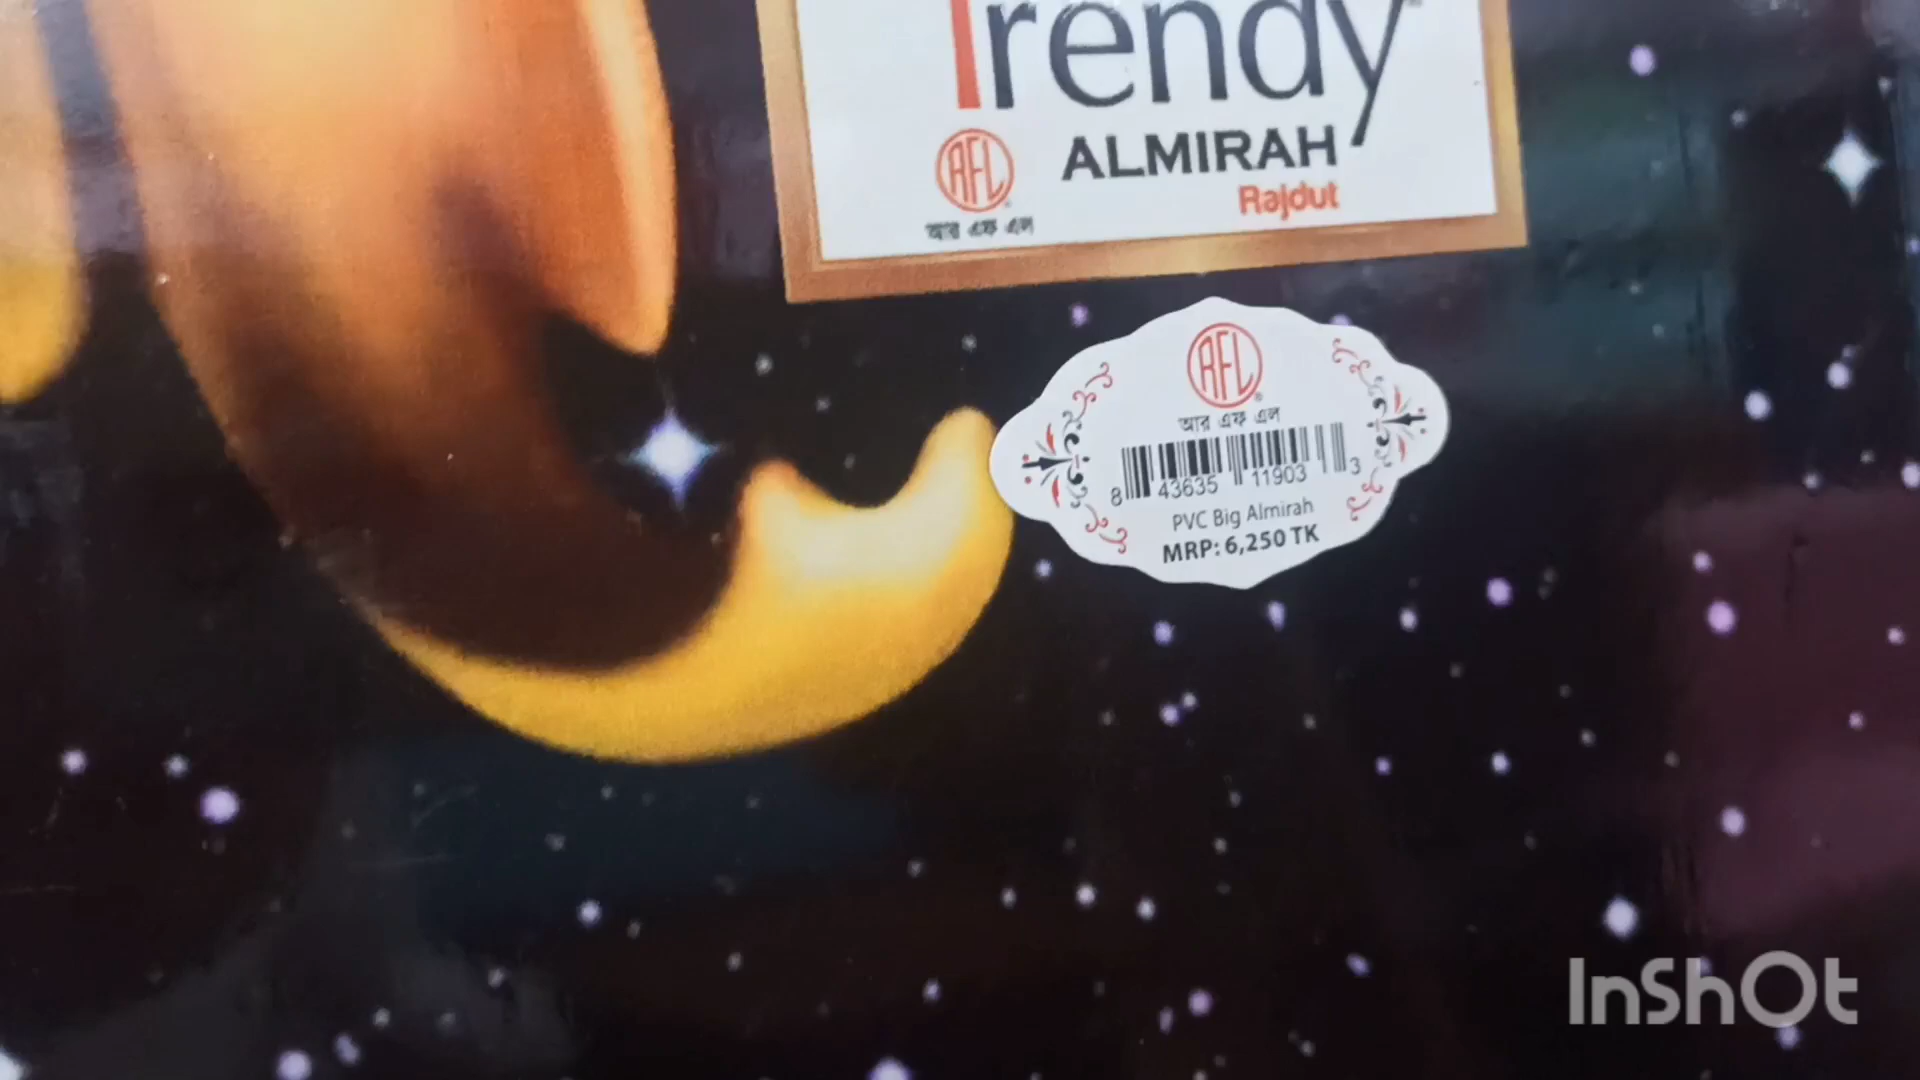 Trendy
RFL
ALMIRAH
Rajdut
আর এফ এল
RFL
আর এফ এল
8 43635 11903 3
PVC Big Almirah
MRP: 6,250 TK
InShOt